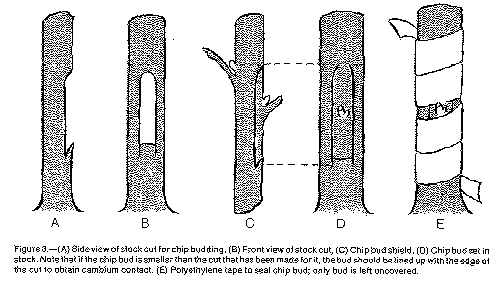 A B C D E
Figure 3.—(A) Side view of stock cut for chip budding. (B) Front view of stock cut, (C) Chip bud shield. (D) Chip bud set in
stock. Note that if the chip bud is smaller than the cut that has been made for it, the bud should be lined up with the edge of
the cut to obtain cambium contact. (E) Polyethylene tape to seal chip bud; only bud is left uncovered.